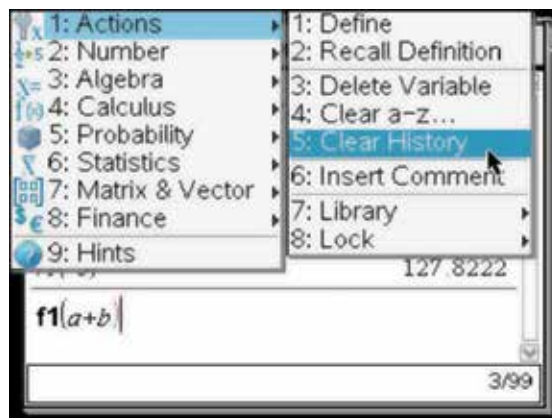 1: Actions
2: Number
3: Algebra
4: Calculus
5: Probability
6: Statistics
7: Matrix & Vector
8: Finance
9: Hints
1: Define
2: Recall Definition
3: Delete Variable
4: Clear a-z...
5: Clear History
6: Insert Comment
7: Library
8: Lock
127.8222
f1(a+b)
3/99